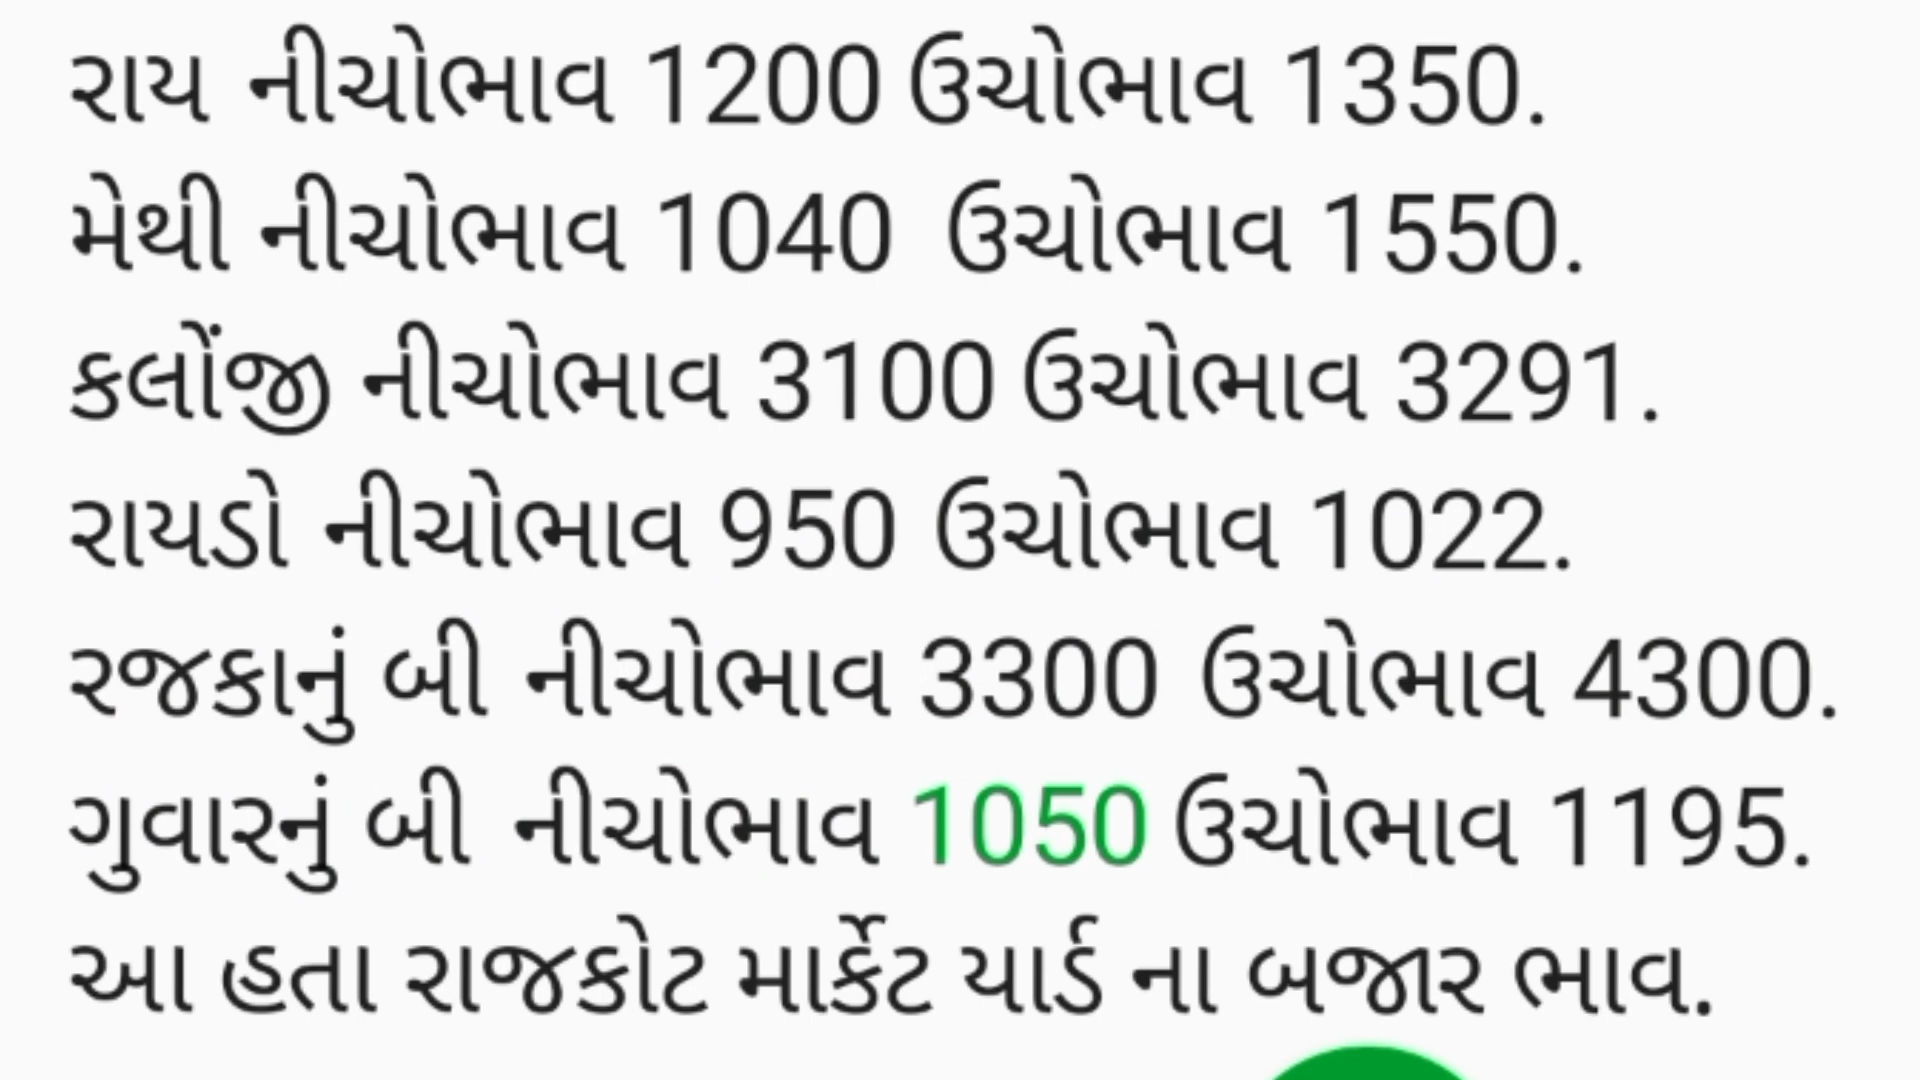 રાય નીચોભાવ 1200 ઉચોભાવ 1350.
મેથી નીચોભાવ 1040 ઉચોભાવ 1550.
કલોંજી નીચોભાવ 3100 ઉચોભાવ 3291.
રાયડો નીચોભાવ 950 ઉચોભાવ 1022.
રજકાનું બી નીચોભાવ 3300 ઉચોભાવ 4300.
ગુવારનું બી નીચોભાવ 1050 ઉચોભાવ 1195.
આ હતા રાજકોટ માર્કેટ યાર્ડ ના બજાર ભાવ.